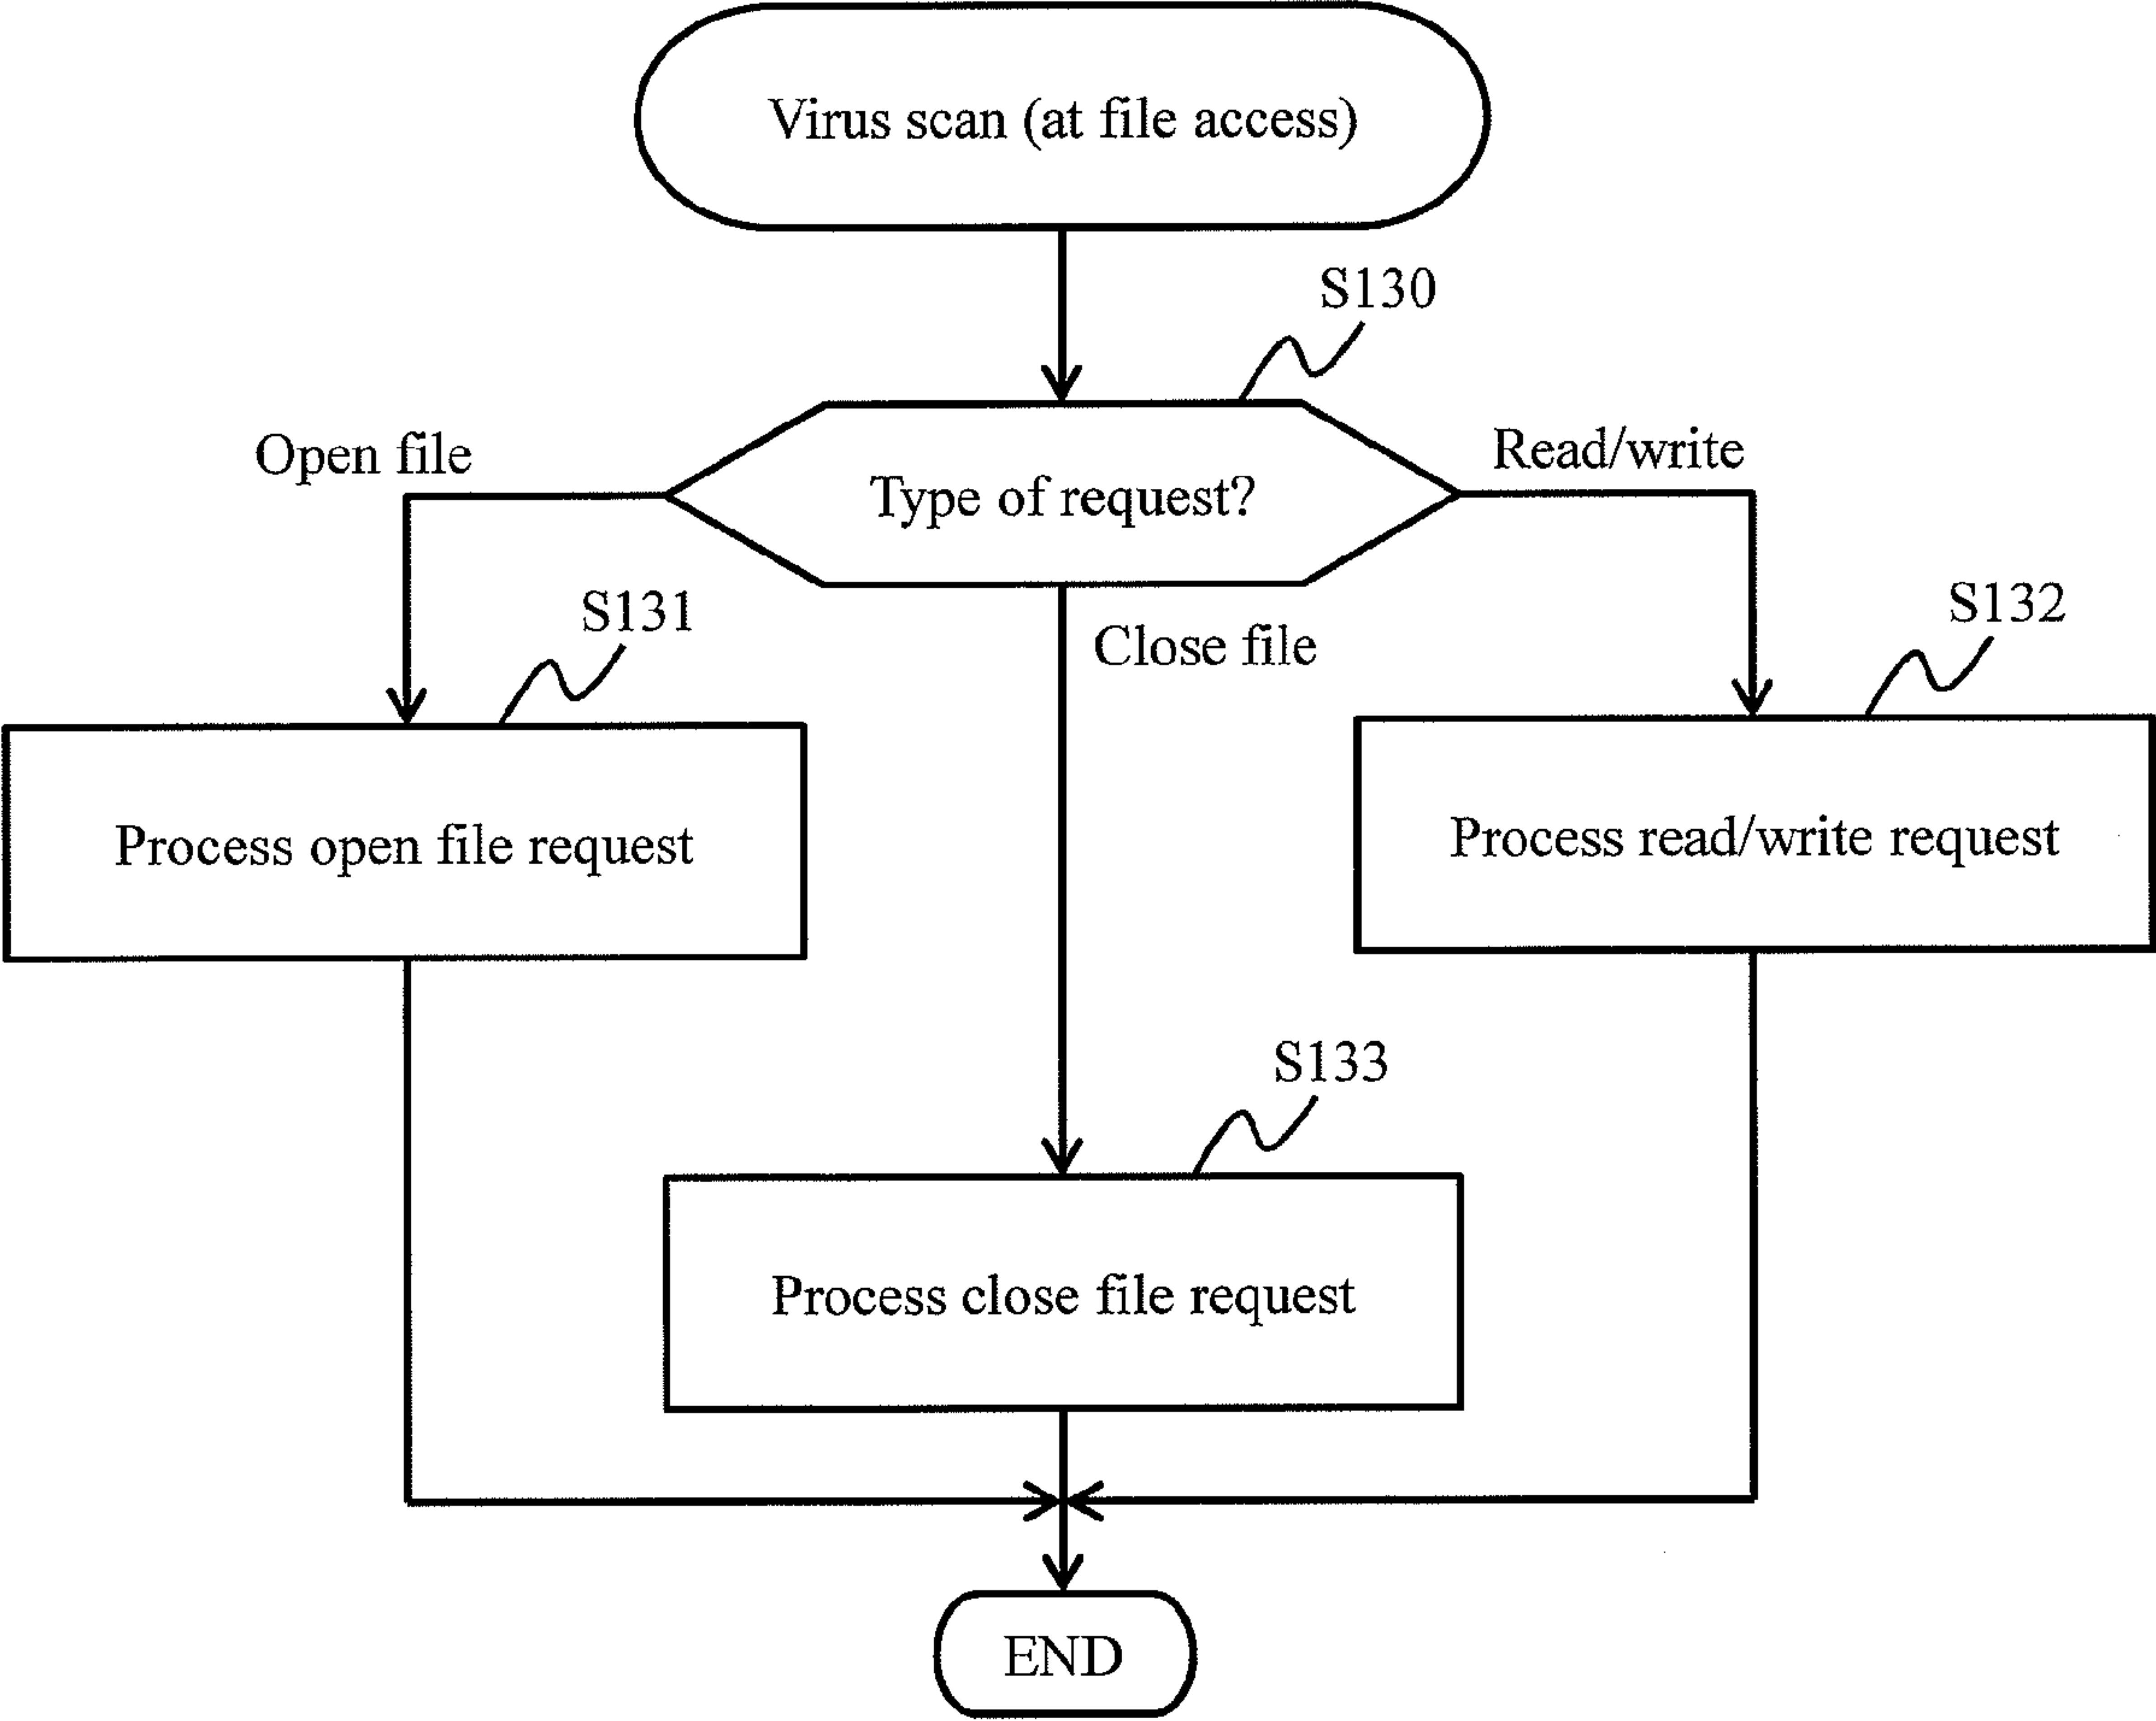 Virus scan (at file access)
S130
Open file
Read/write
Type of request?
S131
Close file
S132
Process open file request
Process read/write request
S133
Process close file request
END